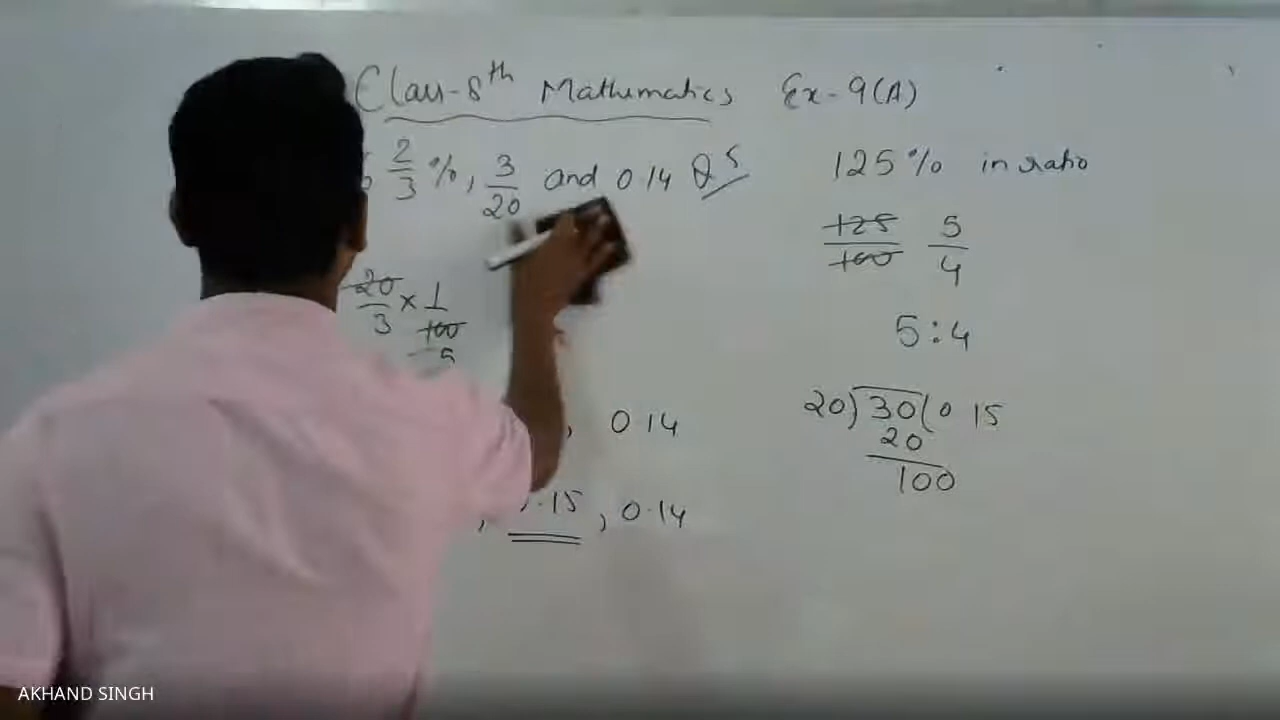 Class-8th Mathematics Ex-9(A)
2/3 %, 3/20 and 0.14 Q5
125% in ratio
125/100 5/4
5:4
20/3 × 1/100
5
, 0.14
20)30(0.15
20
100
, .15, 0.14
AKHAND SINGH